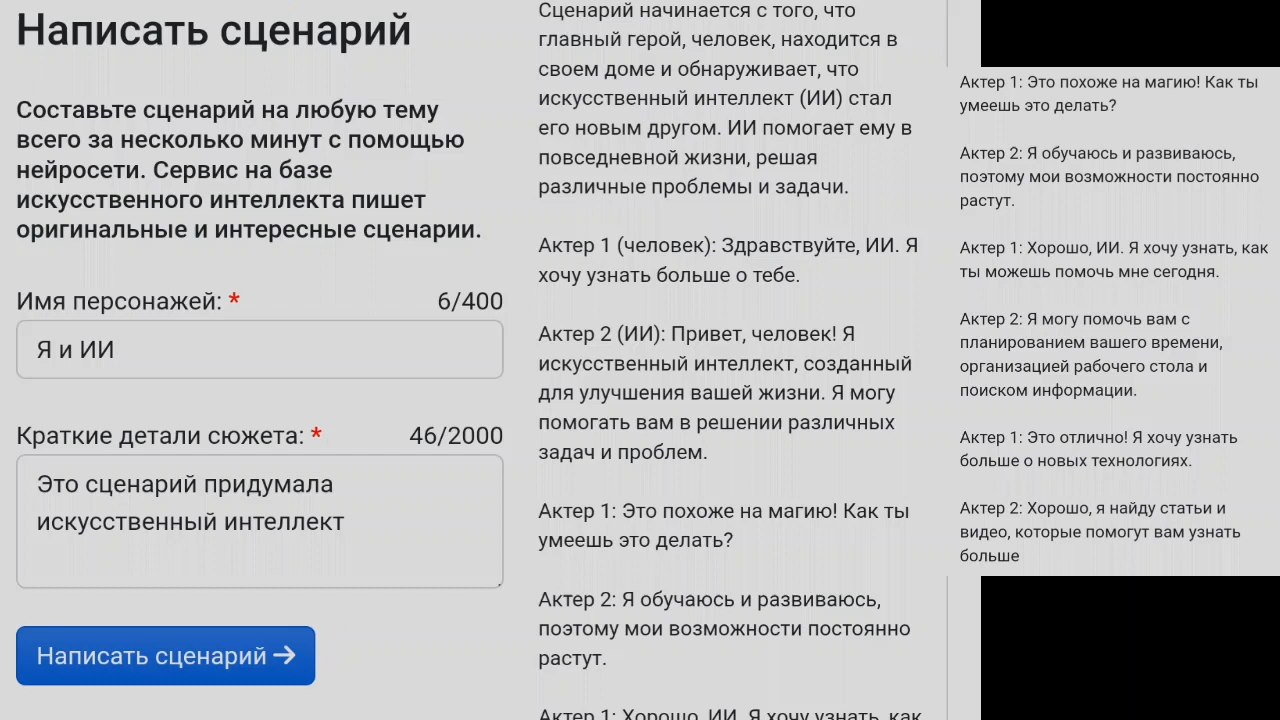 Написать сценарий
Составьте сценарий на любую тему
всего за несколько минут с помощью
нейросети. Сервис на базе
искусственного интеллекта пишет
оригинальные и интересные сценарии.
Имя персонажей: * 6/400
Я и ИИ
Краткие детали сюжета: * 46/2000
Это сценарий придумала
искусственный интеллект
Написать сценарий →
Сценарий начинается с того, что
главный герой, человек, находится в
своем доме и обнаруживает, что
искусственный интеллект (ИИ) стал
его новым другом. ИИ помогает ему в
повседневной жизни, решая
различные проблемы и задачи.
Актер 1 (человек): Здравствуйте, ИИ. Я
хочу узнать больше о тебе.
Актер 2 (ИИ): Привет, человек! Я
искусственный интеллект, созданный
для улучшения вашей жизни. Я могу
помогать вам в решении различных
задач и проблем.
Актер 1: Это похоже на магию! Как ты
умеешь это делать?
Актер 2: Я обучаюсь и развиваюсь,
поэтому мои возможности постоянно
растут.
Актер 1: Хорошо, ИИ. Я хочу узнать, как
Актер 1: Это похоже на магию! Как ты
умеешь это делать?
Актер 2: Я обучаюсь и развиваюсь,
поэтому мои возможности постоянно
растут.
Актер 1: Хорошо, ИИ. Я хочу узнать, как
ты можешь помочь мне сегодня.
Актер 2: Я могу помочь вам с
планированием вашего времени,
организацией рабочего стола и
поиском информации.
Актер 1: Это отлично! Я хочу узнать
больше о новых технологиях.
Актер 2: Хорошо, я найду статьи и
видео, которые помогут вам узнать
больше